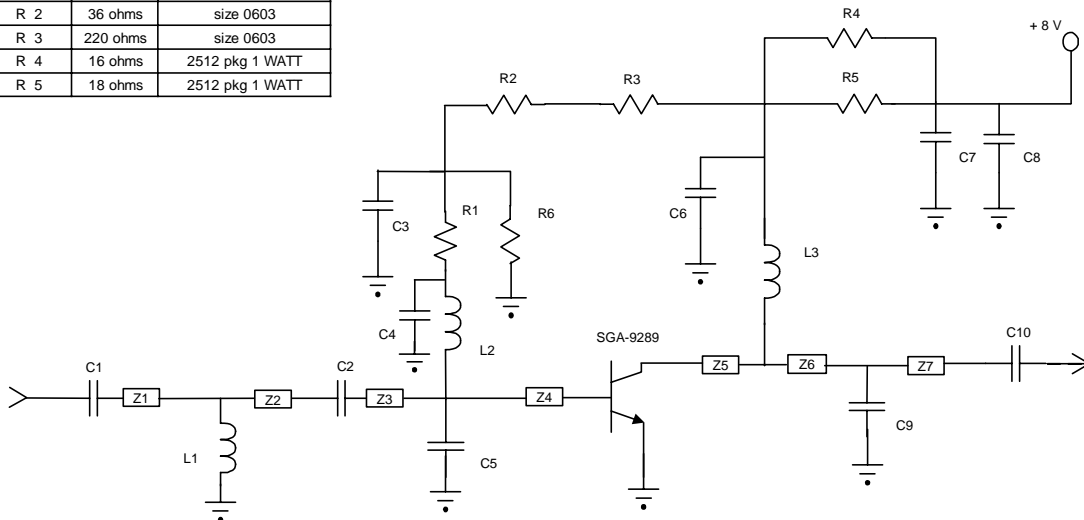 R 2 36 ohms size 0603
R 3 220 ohms size 0603
R 4 16 ohms 2512 pkg 1 WATT
R 5 18 ohms 2512 pkg 1 WATT
R4
+ 8 V
R2
R3
R5
C7
C8
C3
R1
R6
C6
L3
C4
L2
SGA-9289
C10
C1
C2
Z5
Z6
Z7
Z1
Z2
Z3
Z4
C9
L1
C5